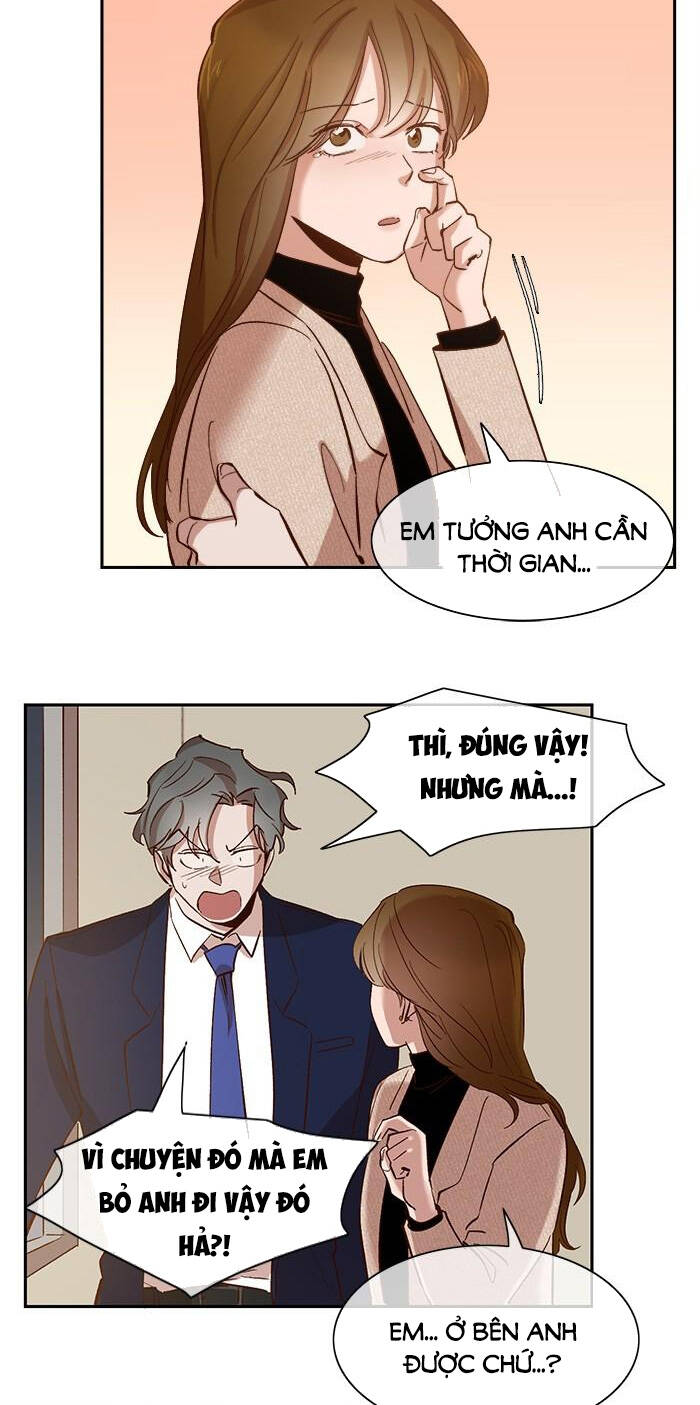 EM TƯỞNG ANH CẦN
THỜI GIAN...
THÌ, ĐÚNG VẬY!
NHƯNG MÀ...!
VÌ CHUYỆN ĐÓ MÀ EM
BỎ ANH ĐI VẬY ĐÓ
HẢ?!
EM... Ở BÊN ANH
ĐƯỢC CHỨ...?